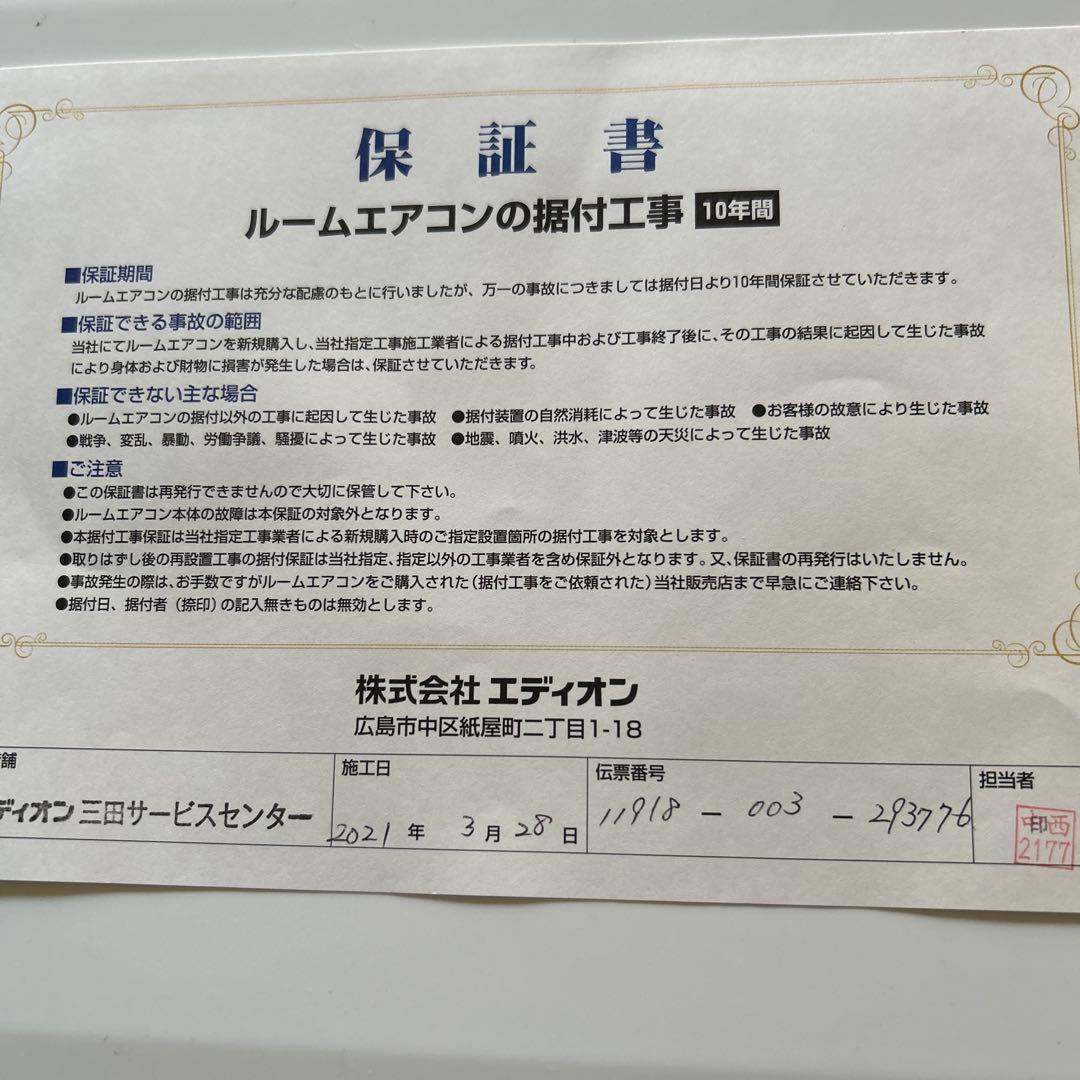 保証書
ルームエアコンの据付工事 10年間
■保証期間
ルームエアコンの据付工事は充分な配慮のもとに行いましたが、万一の事故につきましては据付日より10年間保証させていただきます。
■保証できる事故の範囲
当社にてルームエアコンを新規購入し、当社指定工事施工業者による据付工事中および工事終了後に、その工事の結果に起因して生じた事故
により身体および財物に損害が発生した場合は、保証させていただきます。
■保証できない主な場合
●ルームエアコンの据付以外の工事に起因して生じた事故 ●据付装置の自然消耗によって生じた事故 ●お客様の故意により生じた事故
●戦争、変乱、暴動、労働争議、騒擾によって生じた事故 ●地震、噴火、洪水、津波等の天災によって生じた事故
■ご注意
●この保証書は再発行できませんので大切に保管して下さい。
●ルームエアコン本体の故障は本保証の対象外となります。
●本据付工事保証は当社指定工事業者による新規購入時のご指定設置箇所の据付工事を対象とします。
●取りはずし後の再設置工事の据付保証は当社指定、指定以外の工事業者を含め保証外となります。又、保証書の再発行はいたしません。
●事故発生の際は、お手数ですがルームエアコンをご購入された(据付工事をご依頼された)当社販売店まで早急にご連絡下さい。
●据付日、据付者(捺印)の記入無きものは無効とします。
株式会社 エディオン
広島市中区紙屋町二丁目1-18
舗 施工日 伝票番号 担当者
ディオン 三田サービスセンター 2021年 3月 28日 11918 - 003 - 293776 印
中西
2177